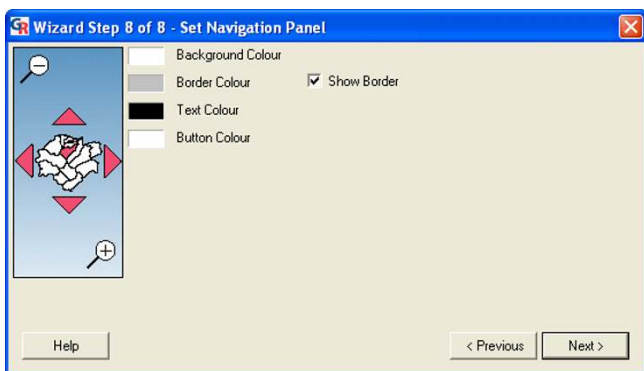 GR Wizard Step 8 of 8 - Set Navigation Panel
Background Colour
Border Colour Show Border
Text Colour
Button Colour
Help < Previous Next >